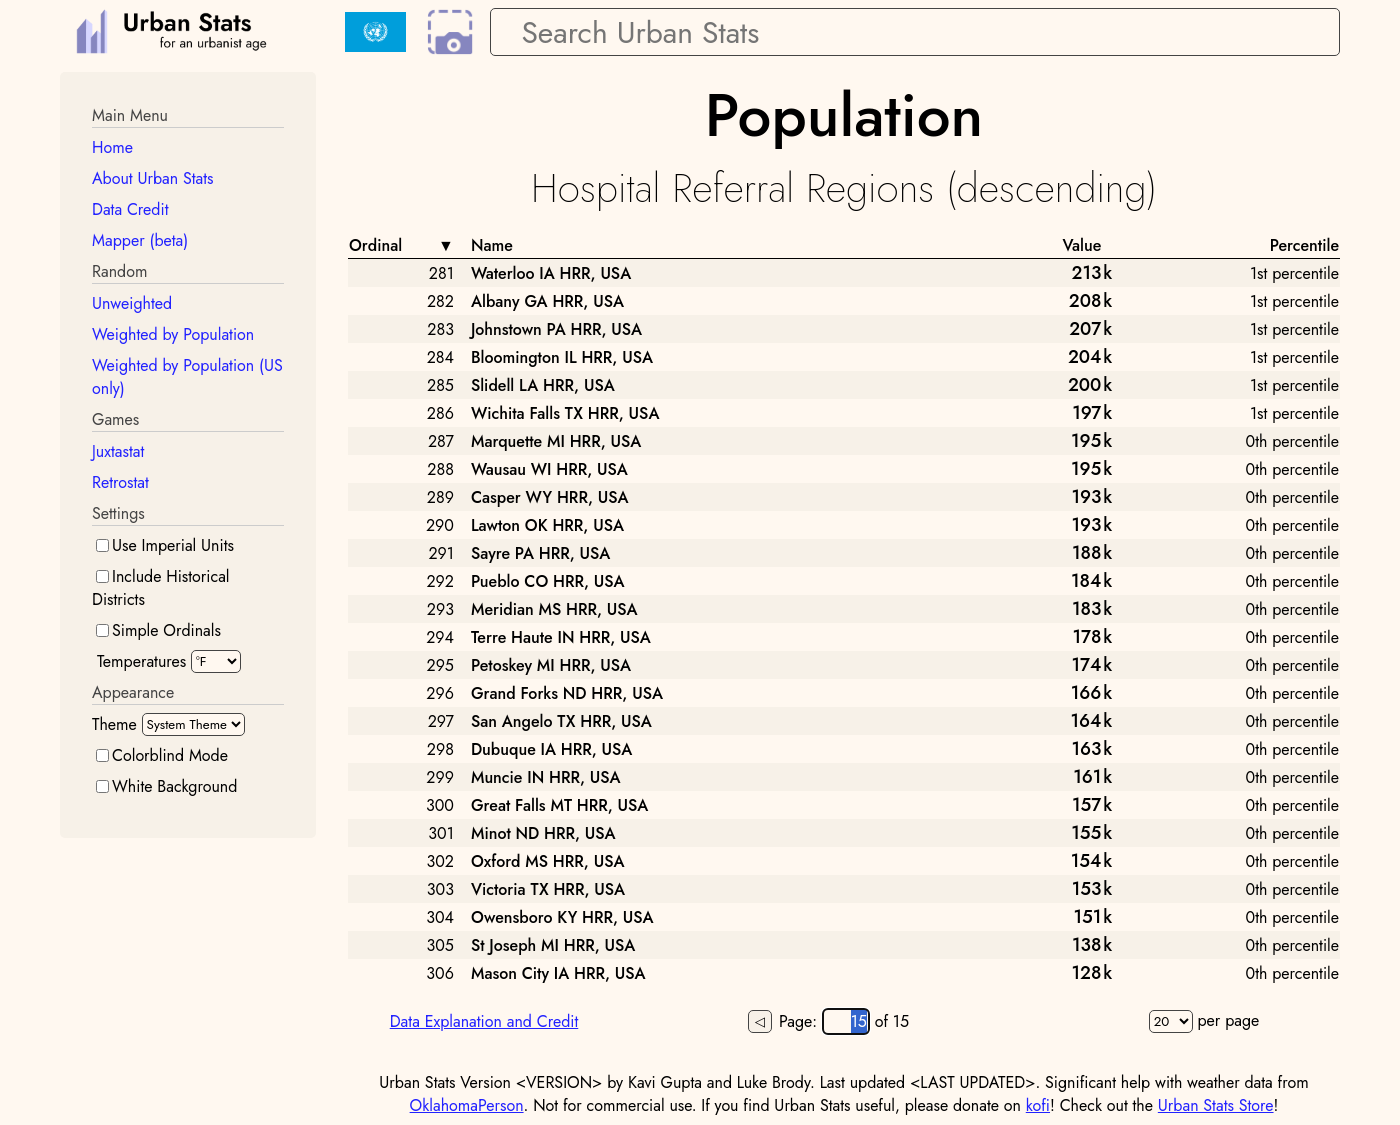 Urban Stats
for an urbanist age
Search Urban Stats
Main Menu
Home
About Urban Stats
Data Credit
Mapper (beta)
Random
Unweighted
Weighted by Population
Weighted by Population (US
only)
Games
Juxtastat
Retrostat
Settings
Use Imperial Units
Include Historical
Districts
Simple Ordinals
Temperatures °F
Appearance
Theme System Theme
Colorblind Mode
White Background
Population
Hospital Referral Regions (descending)
Ordinal ▼ Name Value Percentile
281 Waterloo IA HRR, USA 213k 1st percentile
282 Albany GA HRR, USA 208k 1st percentile
283 Johnstown PA HRR, USA 207k 1st percentile
284 Bloomington IL HRR, USA 204k 1st percentile
285 Slidell LA HRR, USA 200k 1st percentile
286 Wichita Falls TX HRR, USA 197k 1st percentile
287 Marquette MI HRR, USA 195k 0th percentile
288 Wausau WI HRR, USA 195k 0th percentile
289 Casper WY HRR, USA 193k 0th percentile
290 Lawton OK HRR, USA 193k 0th percentile
291 Sayre PA HRR, USA 188k 0th percentile
292 Pueblo CO HRR, USA 184k 0th percentile
293 Meridian MS HRR, USA 183k 0th percentile
294 Terre Haute IN HRR, USA 178k 0th percentile
295 Petoskey MI HRR, USA 174k 0th percentile
296 Grand Forks ND HRR, USA 166k 0th percentile
297 San Angelo TX HRR, USA 164k 0th percentile
298 Dubuque IA HRR, USA 163k 0th percentile
299 Muncie IN HRR, USA 161k 0th percentile
300 Great Falls MT HRR, USA 157k 0th percentile
301 Minot ND HRR, USA 155k 0th percentile
302 Oxford MS HRR, USA 154k 0th percentile
303 Victoria TX HRR, USA 153k 0th percentile
304 Owensboro KY HRR, USA 151k 0th percentile
305 St Joseph MI HRR, USA 138k 0th percentile
306 Mason City IA HRR, USA 128k 0th percentile
Data Explanation and Credit ◁ Page: 15 of 15 20 per page
Urban Stats Version <VERSION> by Kavi Gupta and Luke Brody. Last updated <LAST UPDATED>. Significant help with weather data from
OklahomaPerson. Not for commercial use. If you find Urban Stats useful, please donate on kofi! Check out the Urban Stats Store!